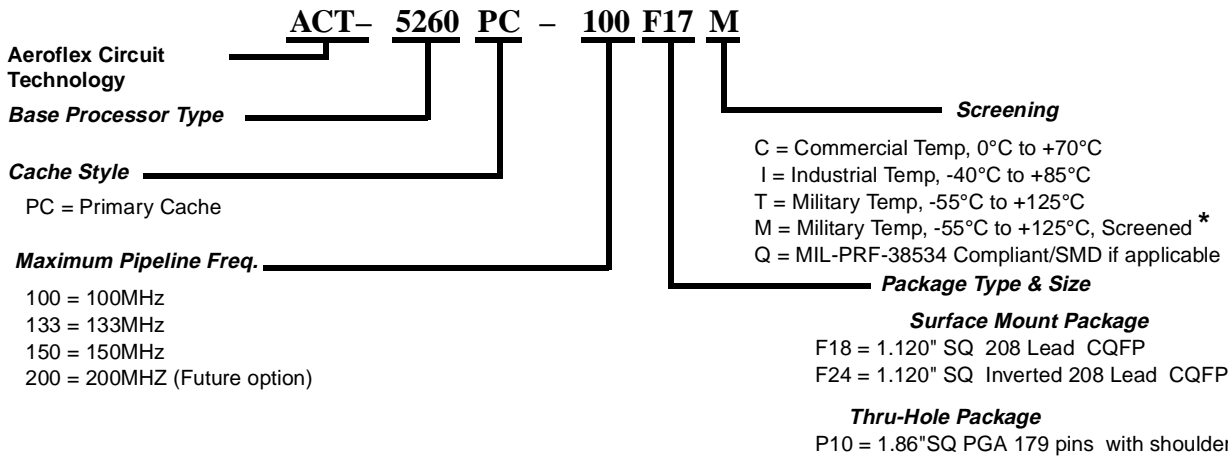 ACT– 5260 PC – 100 F17 M
Aeroflex Circuit
Technology
Base Processor Type
Cache Style
PC = Primary Cache
Maximum Pipeline Freq.
100 = 100MHz
133 = 133MHz
150 = 150MHz
200 = 200MHZ (Future option)
Screening
C = Commercial Temp, 0°C to +70°C
I = Industrial Temp, -40°C to +85°C
T = Military Temp, -55°C to +125°C
M = Military Temp, -55°C to +125°C, Screened *
Q = MIL-PRF-38534 Compliant/SMD if applicable
Package Type & Size
Surface Mount Package
F18 = 1.120" SQ 208 Lead CQFP
F24 = 1.120" SQ Inverted 208 Lead CQFP
Thru-Hole Package
P10 = 1.86"SQ PGA 179 pins with shoulder